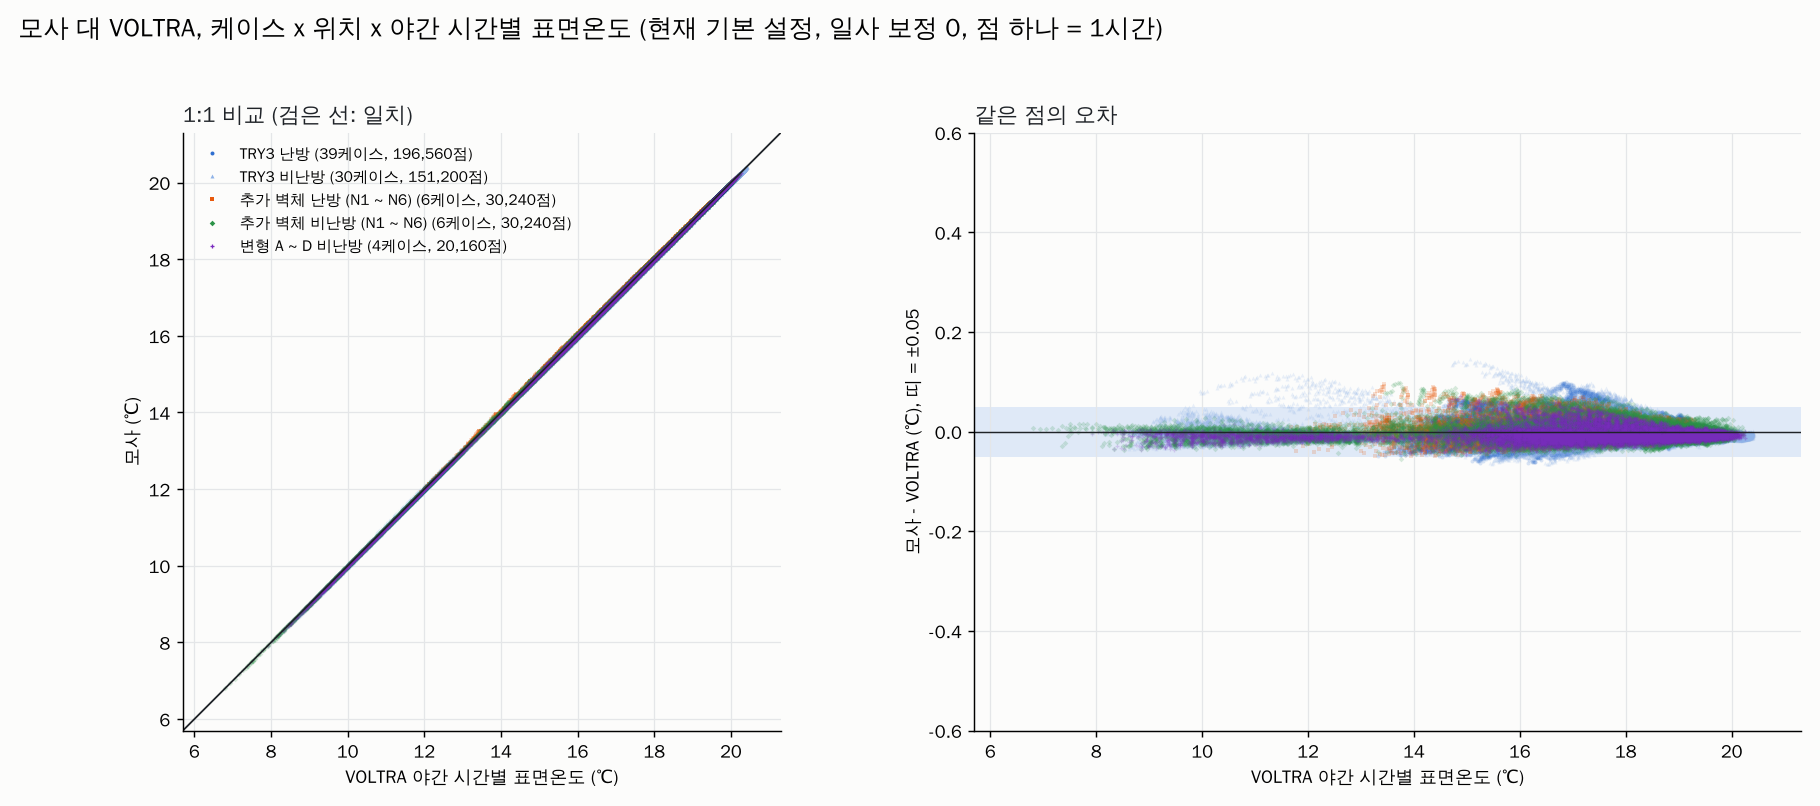 모사 대 VOLTRA, 케이스 x 위치 x 야간 시간별 표면온도 (현재 기본 설정, 일사 보정 0, 점 하나 = 1시간)
1:1 비교 (검은 선: 일치)
TRY3 난방 (39케이스, 196,560점)
TRY3 비난방 (30케이스, 151,200점)
추가 벽체 난방 (N1 ~ N6) (6케이스, 30,240점)
추가 벽체 비난방 (N1 ~ N6) (6케이스, 30,240점)
변형 A ~ D 비난방 (4케이스, 20,160점)
모사 (℃)
20
18
16
14
12
10
8
6
6 8 10 12 14 16 18 20
VOLTRA 야간 시간별 표면온도 (℃)
같은 점의 오차
모사 - VOLTRA (℃), 띠 = ±0.05
0.6
0.4
0.2
0.0
-0.2
-0.4
-0.6
6 8 10 12 14 16 18 20
VOLTRA 야간 시간별 표면온도 (℃)